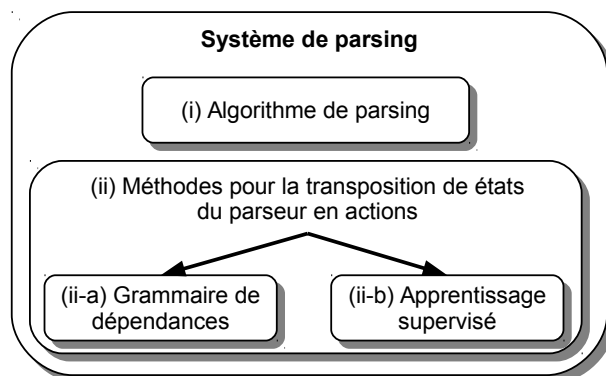 Système de parsing
(i) Algorithme de parsing
(ii) Méthodes pour la transposition de états
du parseur en actions
(ii-a) Grammaire de
dépendances
(ii-b) Apprentissage
supervisé